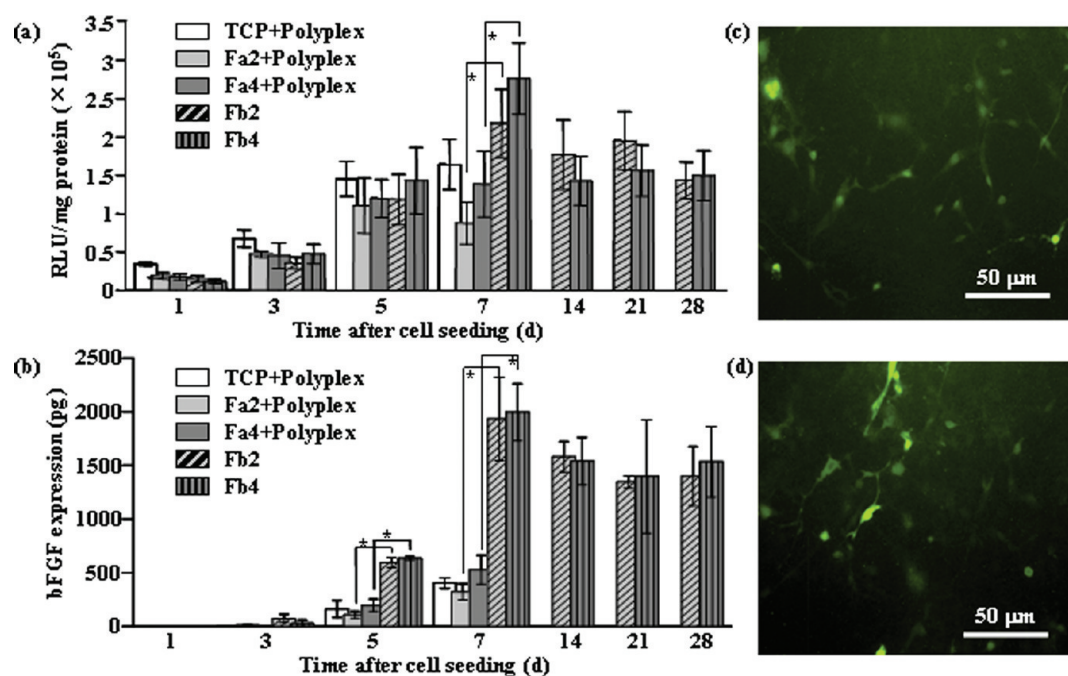 (a)
RLU/mg protein (×10⁵)
3.5
3
2.5
2
1.5
1
0.5
0
TCP+Polyplex
Fa2+Polyplex
Fa4+Polyplex
Fb2
Fb4
*
*
1 3 5 7 14 21 28
Time after cell seeding (d)
(b)
bFGF expression (pg)
2500
2000
1500
1000
500
0
TCP+Polyplex
Fa2+Polyplex
Fa4+Polyplex
Fb2
Fb4
*
*
*
*
1 3 5 7 14 21 28
Time after cell seeding (d)
(c)
50 μm
(d)
50 μm